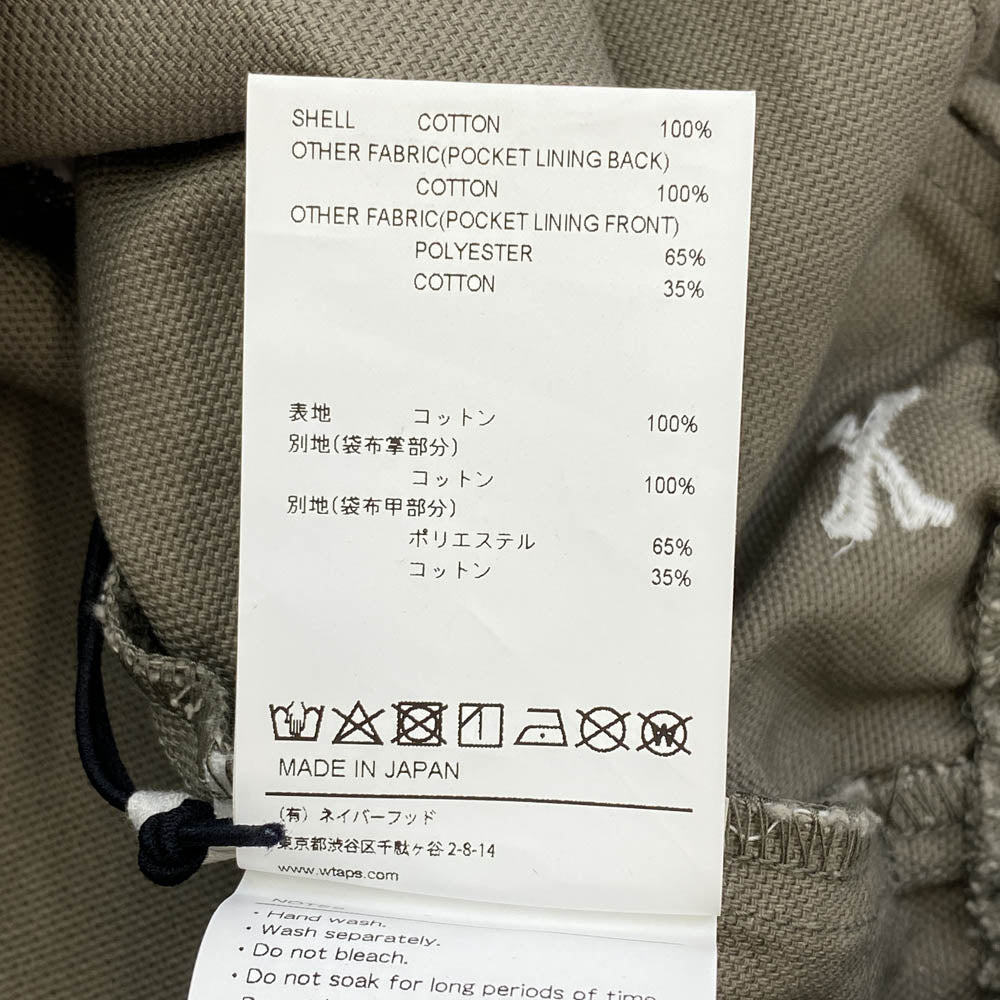 SHELL COTTON 100%
OTHER FABRIC(POCKET LINING BACK)
COTTON 100%
OTHER FABRIC(POCKET LINING FRONT)
POLYESTER 65%
COTTON 35%
表地 コットン 100%
別地(袋布掌部分)
コットン 100%
別地(袋布甲部分)
ポリエステル 65%
コットン 35%
W
MADE IN JAPAN
(有) ネイバーフッド
東京都渋谷区千駄ヶ谷2-8-14
www.wtaps.com
NOTES
・Hand wash.
・Wash separately.
・Do not bleach.
・Do not soak for long periods of time.